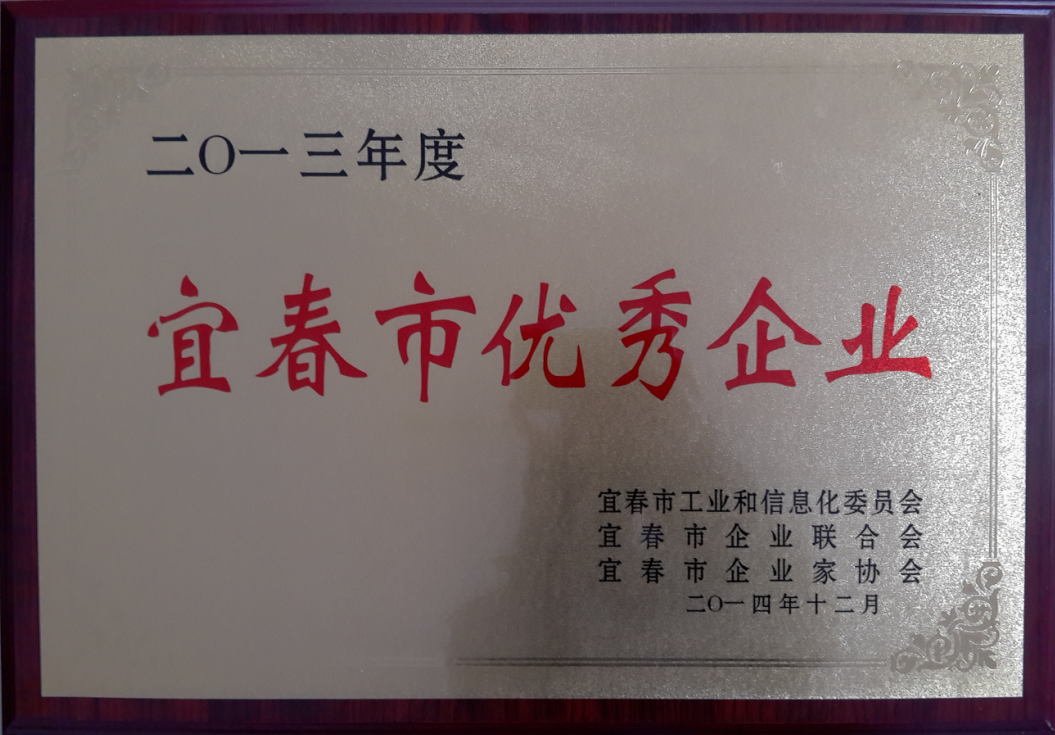 二〇一三年度
宜春市优秀企业
宜春市工业和信息化委员会
宜春市企业联合会
宜春市企业家协会
二〇一四年十二月